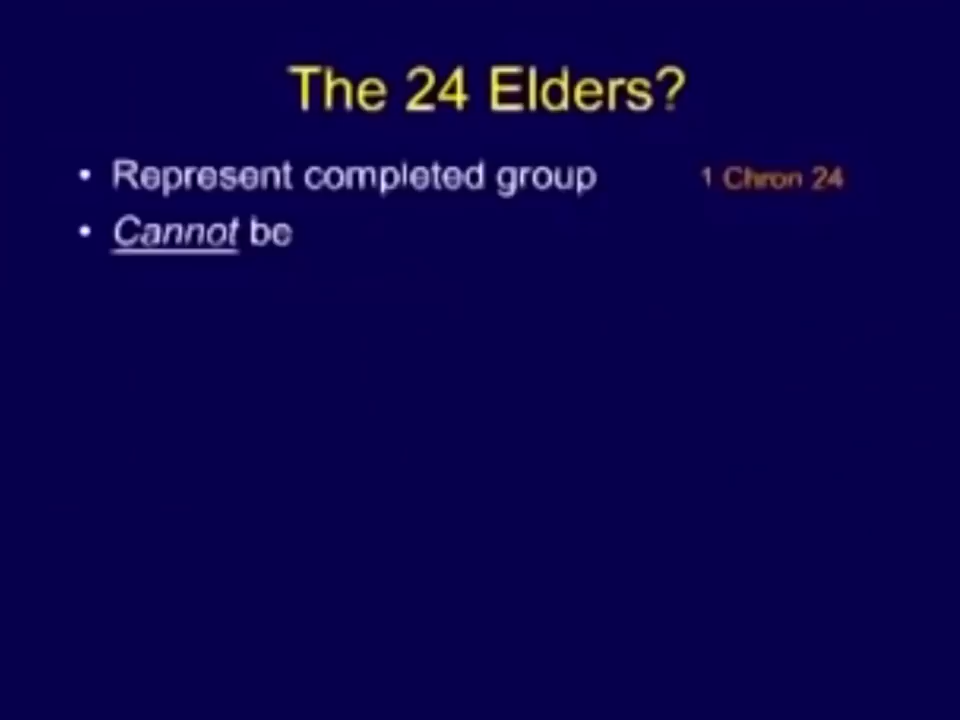 The 24 Elders?
• Represent completed group 1 Chron 24
• Cannot be